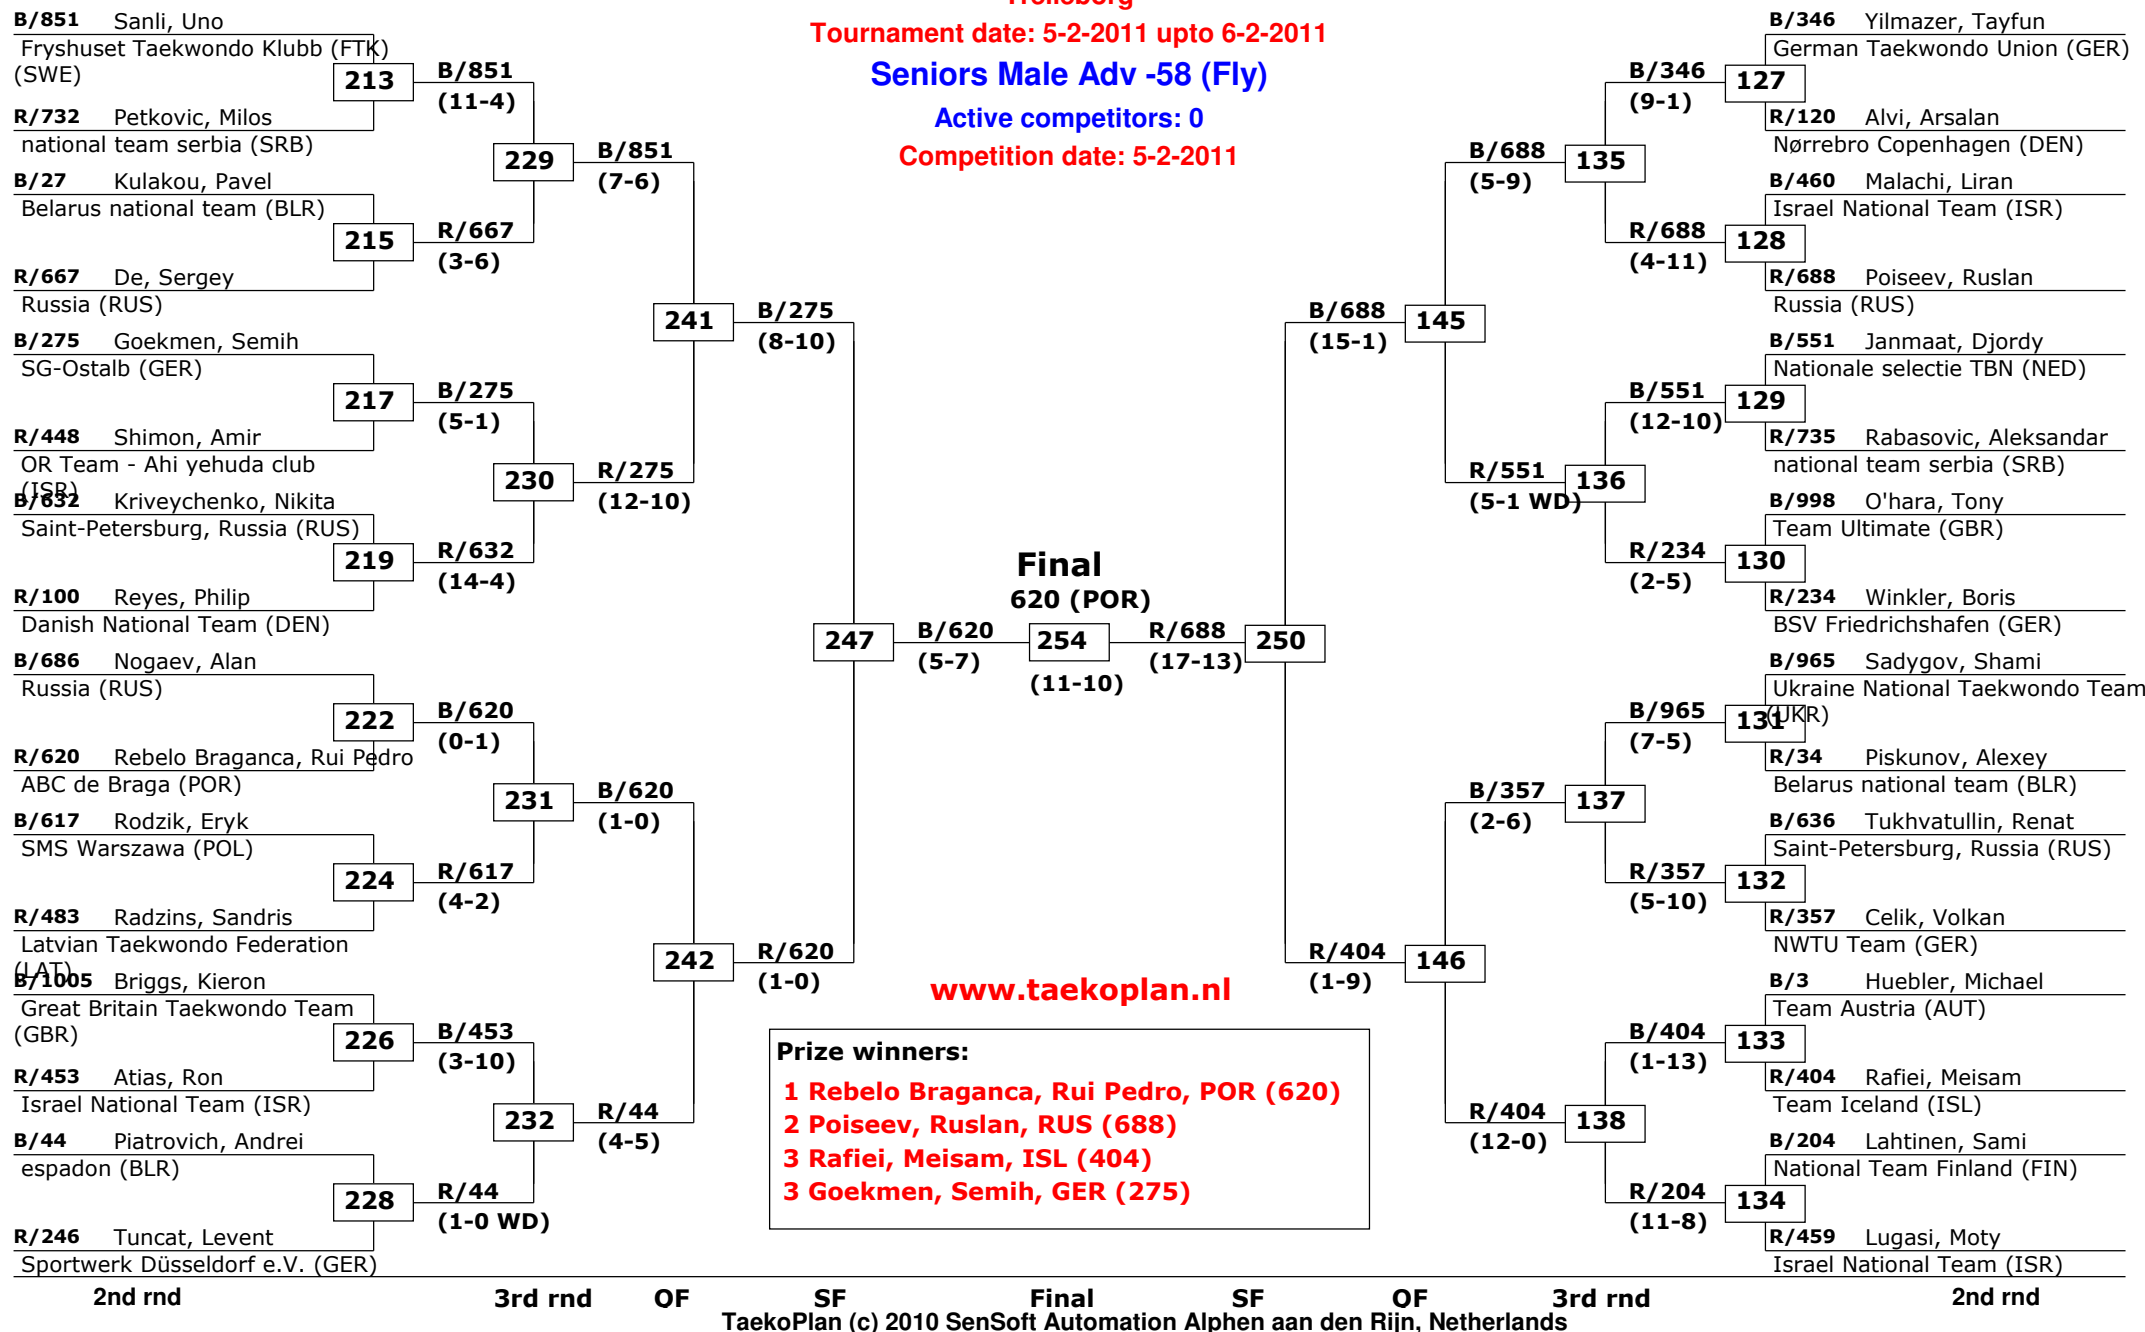 Trelleborg
Tournament date: 5-2-2011 upto 6-2-2011
Seniors Male Adv -58 (Fly)
Active competitors: 0
Competition date: 5-2-2011
B/851 Sanli, Uno
Fryshuset Taekwondo Klubb (FTK)
(SWE)
213
R/732 Petkovic, Milos
national team serbia (SRB)
B/27 Kulakou, Pavel
Belarus national team (BLR)
215
R/667 De, Sergey
Russia (RUS)
B/275 Goekmen, Semih
SG-Ostalb (GER)
217
R/448 Shimon, Amir
OR Team - Ahi yehuda club
(ISR)
B/632 Kriveychenko, Nikita
Saint-Petersburg, Russia (RUS)
219
R/100 Reyes, Philip
Danish National Team (DEN)
B/686 Nogaev, Alan
Russia (RUS)
222
R/620 Rebelo Braganca, Rui Pedro
ABC de Braga (POR)
B/617 Rodzik, Eryk
SMS Warszawa (POL)
224
R/483 Radzins, Sandris
Latvian Taekwondo Federation
(LAT)
B/1005 Briggs, Kieron
Great Britain Taekwondo Team
(GBR)
226
R/453 Atias, Ron
Israel National Team (ISR)
B/44 Piatrovich, Andrei
espadon (BLR)
228
R/246 Tuncat, Levent
Sportwerk Düsseldorf e.V. (GER)
B/851
(11-4)
229
R/667
(3-6)
B/275
(5-1)
230
R/632
(14-4)
B/620
(0-1)
231
R/617
(4-2)
B/453
(3-10)
232
R/44
(1-0 WD)
B/851
(7-6)
241
R/275
(12-10)
B/620
(1-0)
242
R/44
(4-5)
B/275
(8-10)
247
R/620
(1-0)
Final
620 (POR)
B/620
(5-7)
254
(11-10)
R/688
(17-13)
250
B/688
(15-1)
145
R/404
(1-9)
146
B/688
(5-9)
135
R/551
(5-1 WD)
136
B/357
(2-6)
137
R/404
(12-0)
138
B/346
(9-1)
R/688
(4-11)
B/551
(12-10)
R/234
(2-5)
B/965
(7-5)
R/357
(5-10)
B/404
(1-13)
R/204
(11-8)
B/346 Yilmazer, Tayfun
German Taekwondo Union (GER)
127
R/120 Alvi, Arsalan
Nørrebro Copenhagen (DEN)
B/460 Malachi, Liran
Israel National Team (ISR)
128
R/688 Poiseev, Ruslan
Russia (RUS)
B/551 Janmaat, Djordy
Nationale selectie TBN (NED)
129
R/735 Rabasovic, Aleksandar
national team serbia (SRB)
B/998 O'hara, Tony
Team Ultimate (GBR)
130
R/234 Winkler, Boris
BSV Friedrichshafen (GER)
B/965 Sadygov, Shami
Ukraine National Taekwondo Team
(UKR)
131
R/34 Piskunov, Alexey
Belarus national team (BLR)
B/636 Tukhvatullin, Renat
Saint-Petersburg, Russia (RUS)
132
R/357 Celik, Volkan
NWTU Team (GER)
B/3 Huebler, Michael
Team Austria (AUT)
133
R/404 Rafiei, Meisam
Team Iceland (ISL)
B/204 Lahtinen, Sami
National Team Finland (FIN)
134
R/459 Lugasi, Moty
Israel National Team (ISR)
www.taekoplan.nl
Prize winners:
1 Rebelo Braganca, Rui Pedro, POR (620)
2 Poiseev, Ruslan, RUS (688)
3 Rafiei, Meisam, ISL (404)
3 Goekmen, Semih, GER (275)
2nd rnd 3rd rnd QF SF Final SF QF 3rd rnd 2nd rnd
TaekoPlan (c) 2010 SenSoft Automation Alphen aan den Rijn, Netherlands